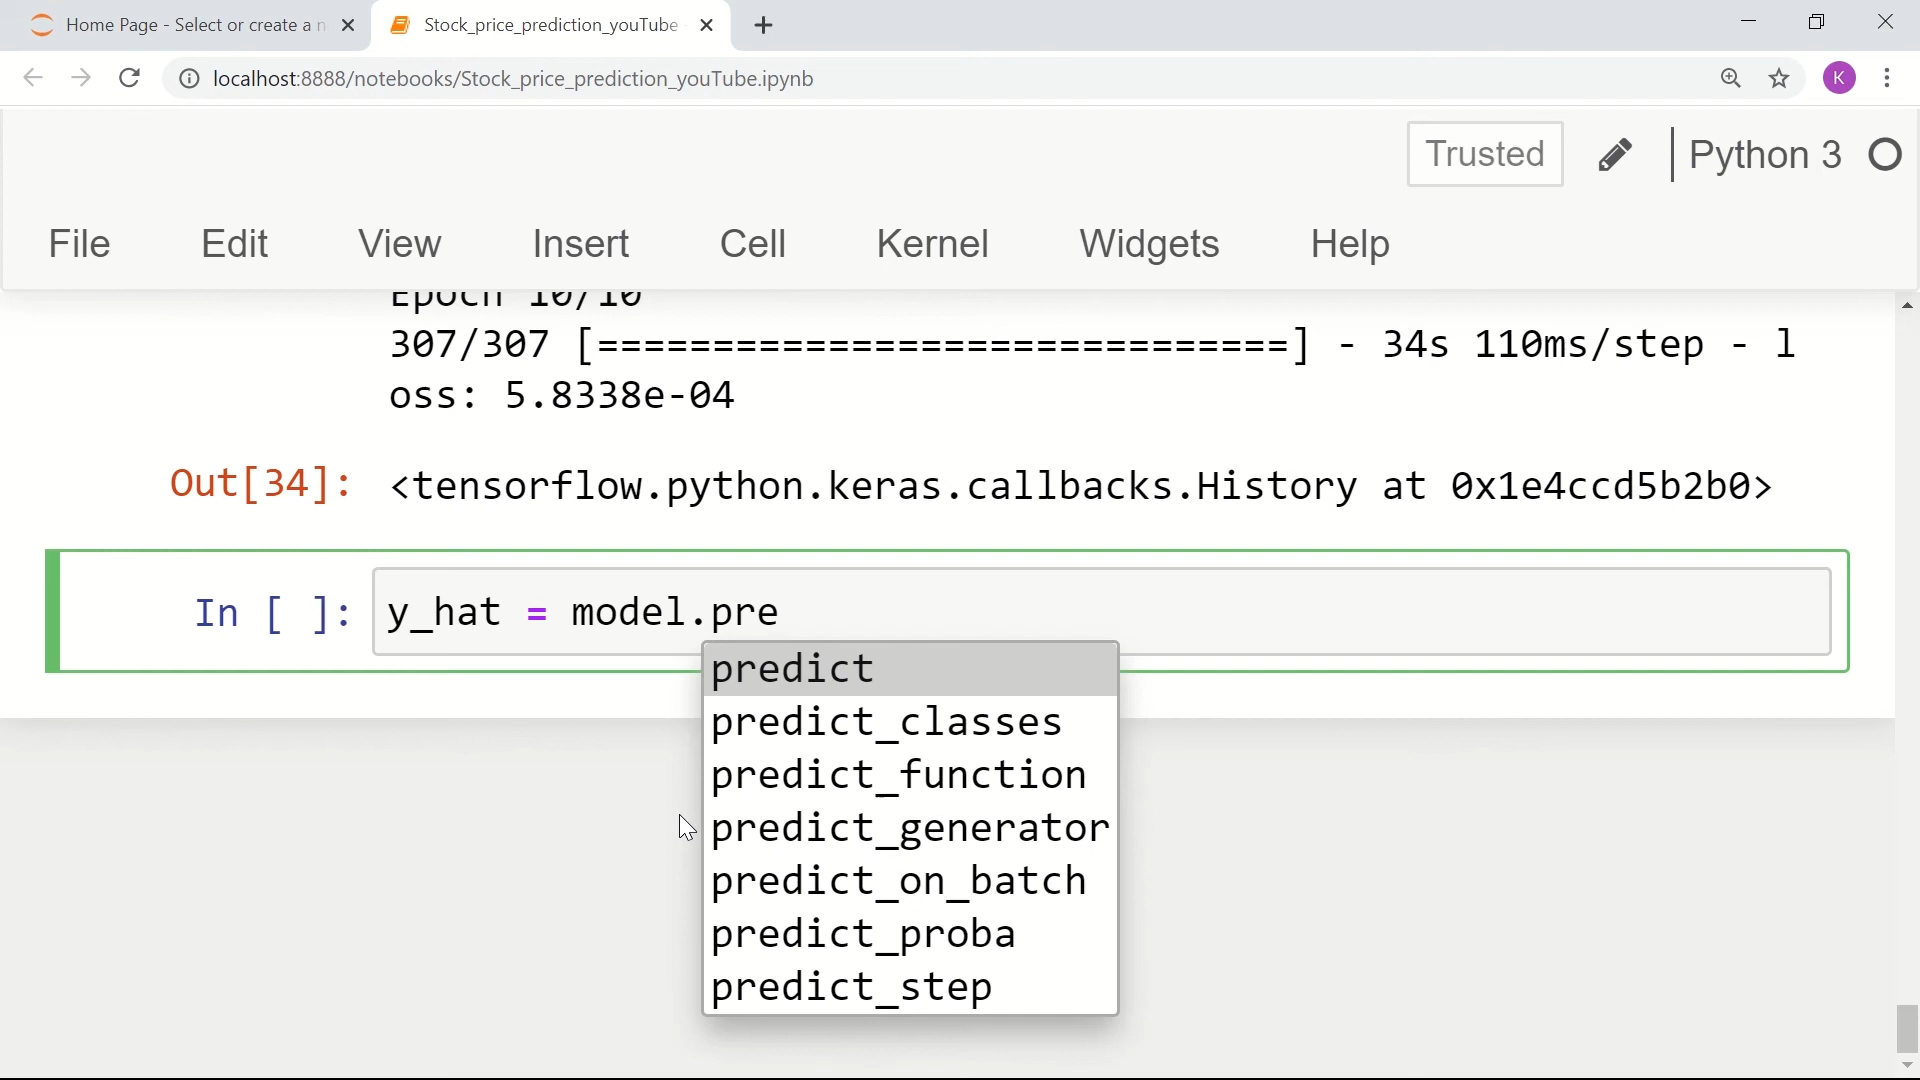 Home Page - Select or create a n
Stock_price_prediction_youTube
localhost:8888/notebooks/Stock_price_prediction_youTube.ipynb
K
Trusted
Python 3
File Edit View Insert Cell Kernel Widgets Help
Epoch 10/10
307/307 [==============================] - 34s 110ms/step - l
oss: 5.8338e-04
Out[34]: <tensorflow.python.keras.callbacks.History at 0x1e4ccd5b2b0>
In [ ]: y_hat = model.pre
predict
predict_classes
predict_function
predict_generator
predict_on_batch
predict_proba
predict_step